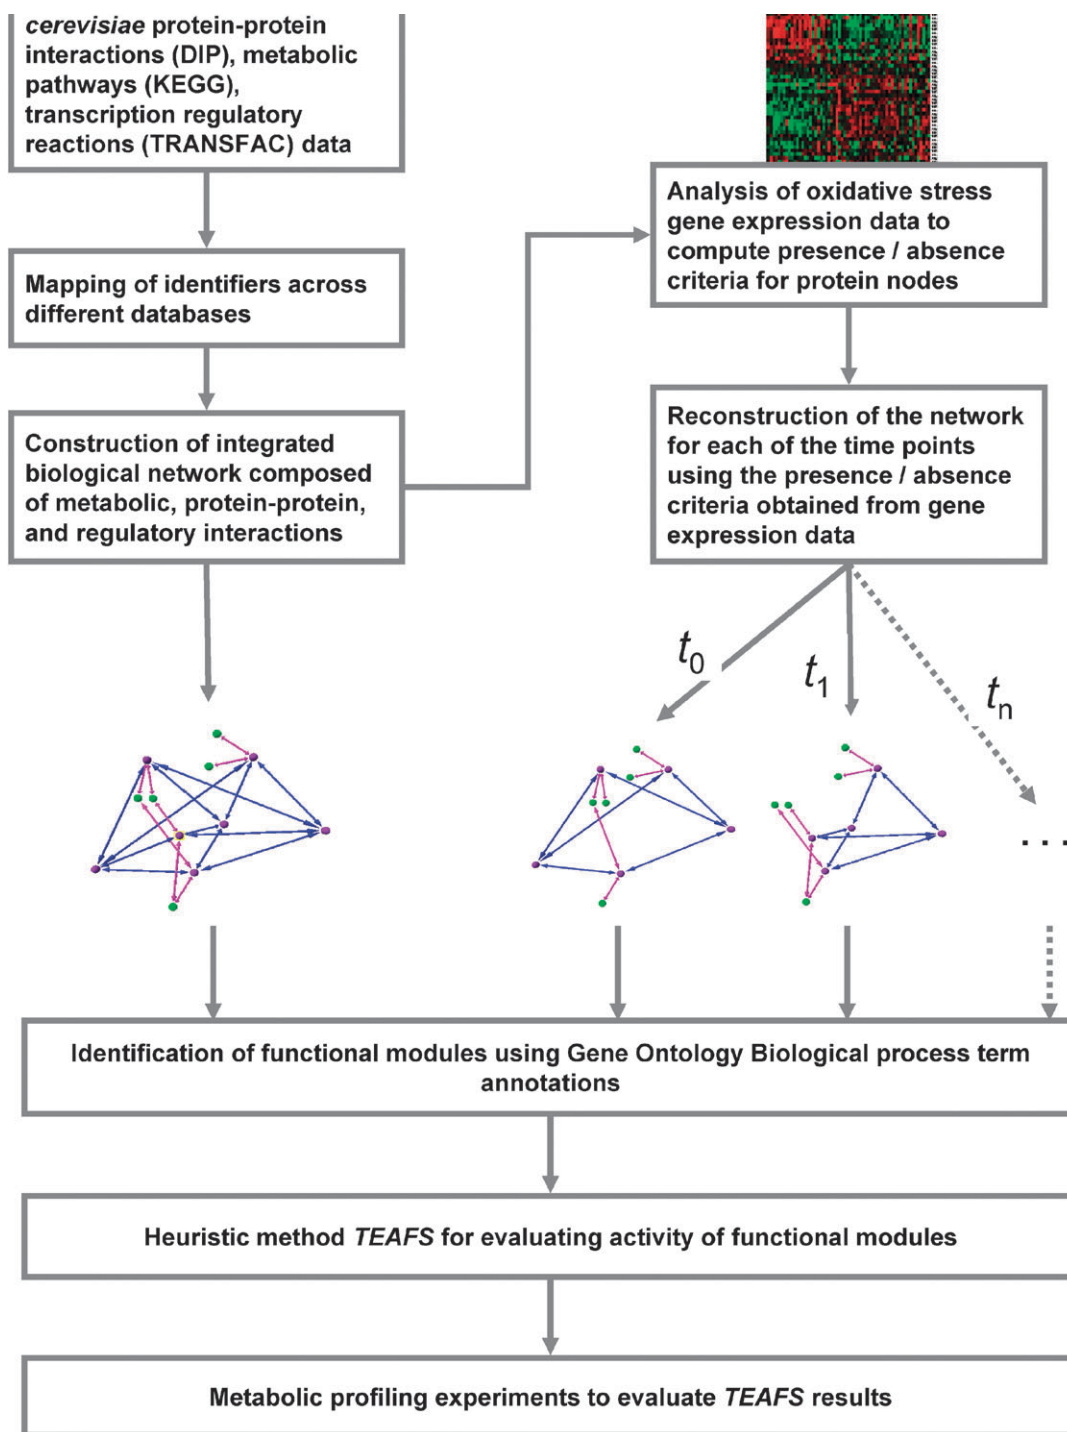 cerevisiae protein-protein
interactions (DIP), metabolic
pathways (KEGG),
transcription regulatory
reactions (TRANSFAC) data
Mapping of identifiers across
different databases
Construction of integrated
biological network composed
of metabolic, protein-protein,
and regulatory interactions
Analysis of oxidative stress
gene expression data to
compute presence / absence
criteria for protein nodes
Reconstruction of the network
for each of the time points
using the presence / absence
criteria obtained from gene
expression data
t0
t1
tn
. . .
Identification of functional modules using Gene Ontology Biological process term
annotations
Heuristic method TEAFS for evaluating activity of functional modules
Metabolic profiling experiments to evaluate TEAFS results